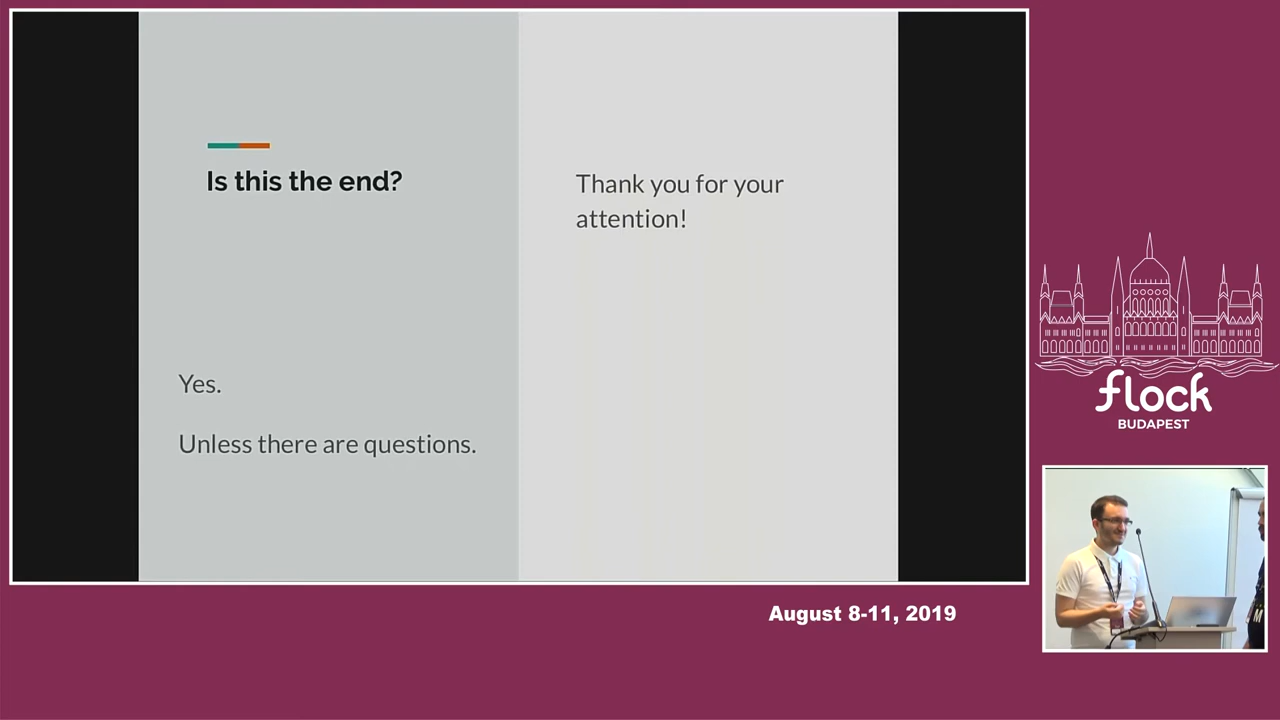 Is this the end?
Yes.
Unless there are questions.
Thank you for your
attention!
flock
BUDAPEST
August 8-11, 2019